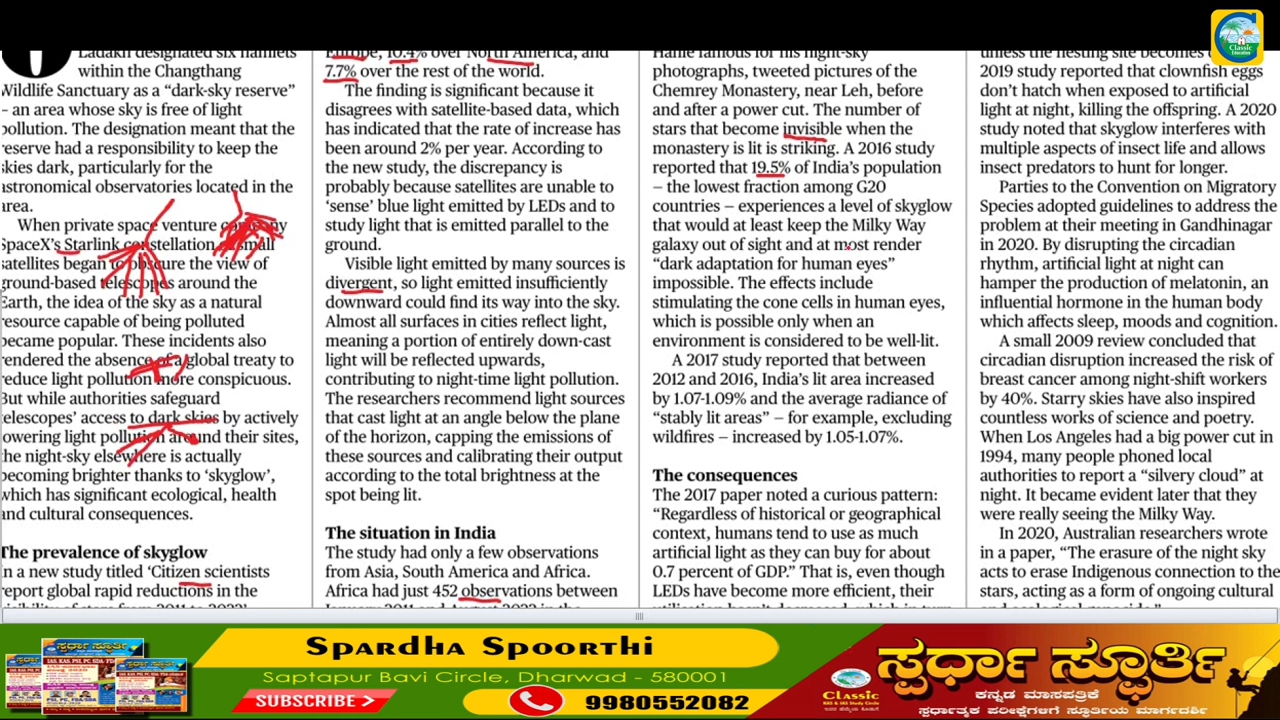 Ladakh designated six hamlets
within the Changthang
Wildlife Sanctuary as a “dark-sky reserve”
– an area whose sky is free of light
pollution. The designation meant that the
reserve had a responsibility to keep the
skies dark, particularly for the
astronomical observatories located in the
area.
When private space venture company
SpaceX’s Starlink constellation of small
satellites began to obscure the view of
ground-based telescopes around the
Earth, the idea of the sky as a natural
resource capable of being polluted
became popular. These incidents also
rendered the absence of a global treaty to
reduce light pollution more conspicuous.
But while authorities safeguard
telescopes’ access to dark skies by actively
lowering light pollution around their sites,
the night-sky elsewhere is actually
becoming brighter thanks to ‘skyglow’,
which has significant ecological, health
and cultural consequences.
The prevalence of skyglow
In a new study titled ‘Citizen scientists
report global rapid reductions in the
Europe, 10.4% over North America, and
7.7% over the rest of the world.
The finding is significant because it
disagrees with satellite-based data, which
has indicated that the rate of increase has
been around 2% per year. According to
the new study, the discrepancy is
probably because satellites are unable to
‘sense’ blue light emitted by LEDs and to
study light that is emitted parallel to the
ground.
Visible light emitted by many sources is
divergent, so light emitted insufficiently
downward could find its way into the sky.
Almost all surfaces in cities reflect light,
meaning a portion of entirely down-cast
light will be reflected upwards,
contributing to night-time light pollution.
The researchers recommend light sources
that cast light at an angle below the plane
of the horizon, capping the emissions of
these sources and calibrating their output
according to the total brightness at the
spot being lit.
The situation in India
The study had only a few observations
from Asia, South America and Africa.
Africa had just 452 observations between
Hanle famous for his night-sky
photographs, tweeted pictures of the
Chemrey Monastery, near Leh, before
and after a power cut. The number of
stars that become invisible when the
monastery is lit is striking. A 2016 study
reported that 19.5% of India’s population
– the lowest fraction among G20
countries – experiences a level of skyglow
that would at least keep the Milky Way
galaxy out of sight and at most render
“dark adaptation for human eyes”
impossible. The effects include
stimulating the cone cells in human eyes,
which is possible only when an
environment is considered to be well-lit.
A 2017 study reported that between
2012 and 2016, India’s lit area increased
by 1.07-1.09% and the average radiance of
“stably lit areas” – for example, excluding
wildfires – increased by 1.05-1.07%.
The consequences
The 2017 paper noted a curious pattern:
“Regardless of historical or geographical
context, humans tend to use as much
artificial light as they can buy for about
0.7 percent of GDP.” That is, even though
LEDs have become more efficient, their
unless the nesting site becomes
2019 study reported that clownfish eggs
don’t hatch when exposed to artificial
light at night, killing the offspring. A 2020
study noted that skyglow interferes with
multiple aspects of insect life and allows
insect predators to hunt for longer.
Parties to the Convention on Migratory
Species adopted guidelines to address the
problem at their meeting in Gandhinagar
in 2020. By disrupting the circadian
rhythm, artificial light at night can
hamper the production of melatonin, an
influential hormone in the human body
which affects sleep, moods and cognition.
A small 2009 review concluded that
circadian disruption increased the risk of
breast cancer among night-shift workers
by 40%. Starry skies have also inspired
countless works of science and poetry.
When Los Angeles had a big power cut in
1994, many people phoned local
authorities to report a “silvery cloud” at
night. It became evident later that they
were really seeing the Milky Way.
In 2020, Australian researchers wrote
in a paper, “The erasure of the night sky
acts to erase Indigenous connection to the
stars, acting as a form of ongoing cultural
Classic
Education
Spardha Spoorthi
Saptapur Bavi Circle, Dharwad - 580001
SUBSCRIBE
9980552082
Classic
KAS & IAS Study Circle
ಸ್ಪರ್ಧಾ ಸ್ಫೂರ್ತಿ
ಕನ್ನಡ ಮಾಸಪತ್ರಿಕೆ
ಸ್ಪರ್ಧಾತ್ಮಕ ಪರೀಕ್ಷೆಗಳಿಗೆ ಸ್ಫೂರ್ತಿಯ ಮಾರ್ಗದರ್ಶಿ